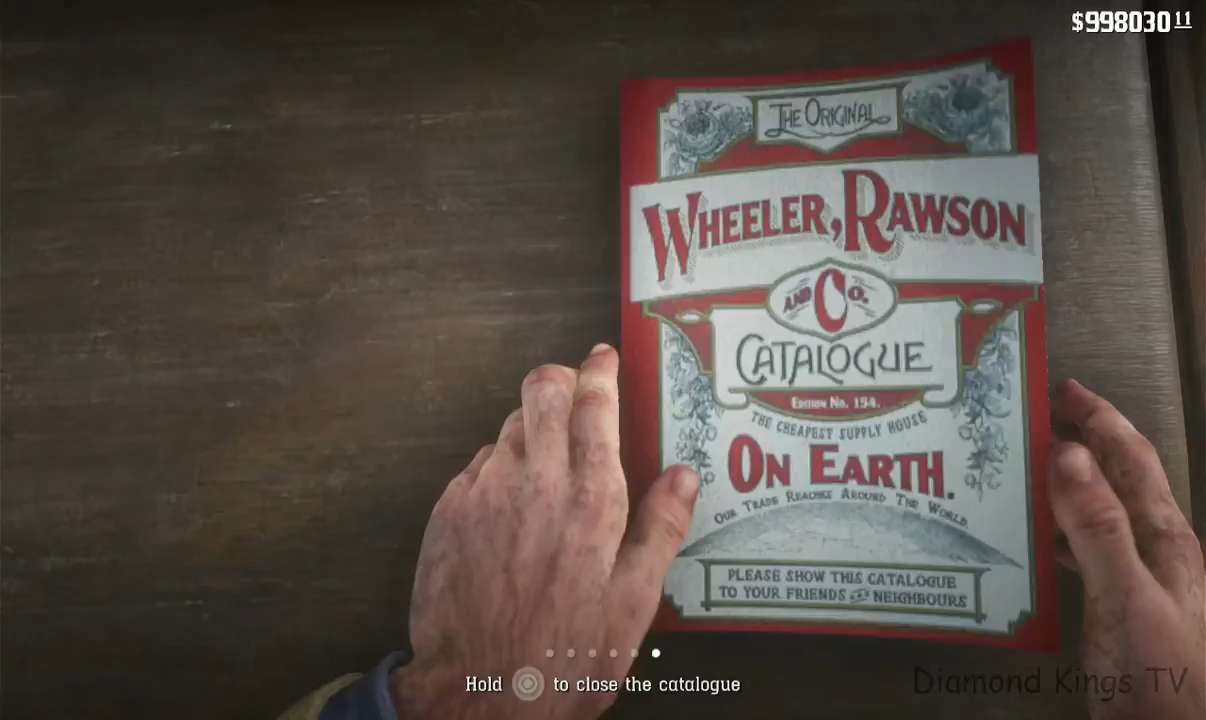 $998030 11
THE ORIGINAL
WHEELER, RAWSON
AND CO.
CATALOGUE
EDITION No. 154.
THE CHEAPEST SUPPLY HOUSE
ON EARTH.
OUR TRADE REACHES AROUND THE WORLD
PLEASE SHOW THIS CATALOGUE
TO YOUR FRIENDS AND NEIGHBOURS
Hold to close the catalogue
Diamond Kings TV